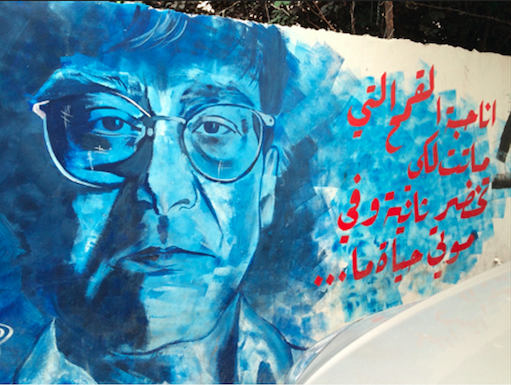 انا حبة القمح التي
ماتت لكي
تخضر ثانية وفي
موتي حياة ما...